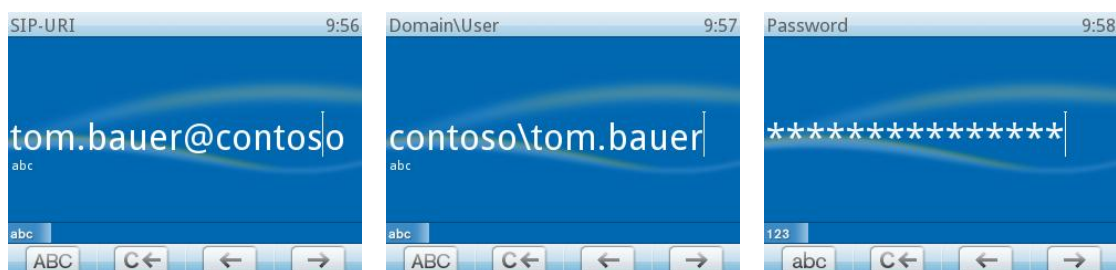 SIP-URI 9:56
tom.bauer@contoso
abc
abc
ABC C← ← →
Domain\User 9:57
contoso\tom.bauer
abc
abc
ABC C← ← →
Password 9:58
***************
123
abc C← ← →